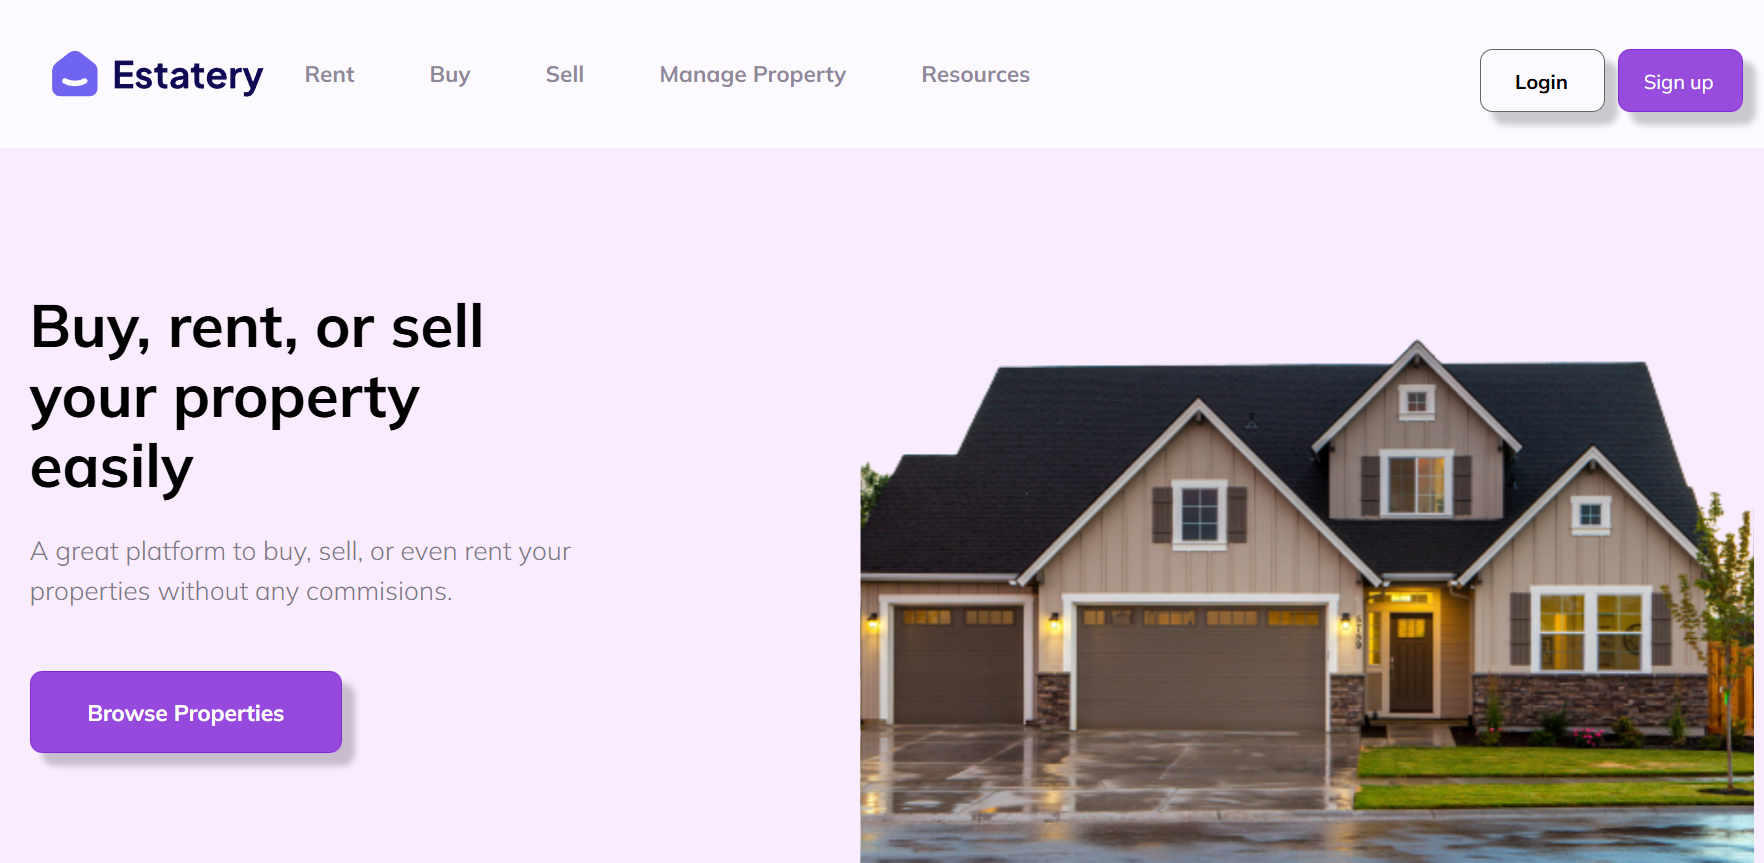 Estatery Rent Buy Sell Manage Property Resources Login Sign up
Buy, rent, or sell
your property
easily
A great platform to buy, sell, or even rent your
properties without any commisions.
Browse Properties